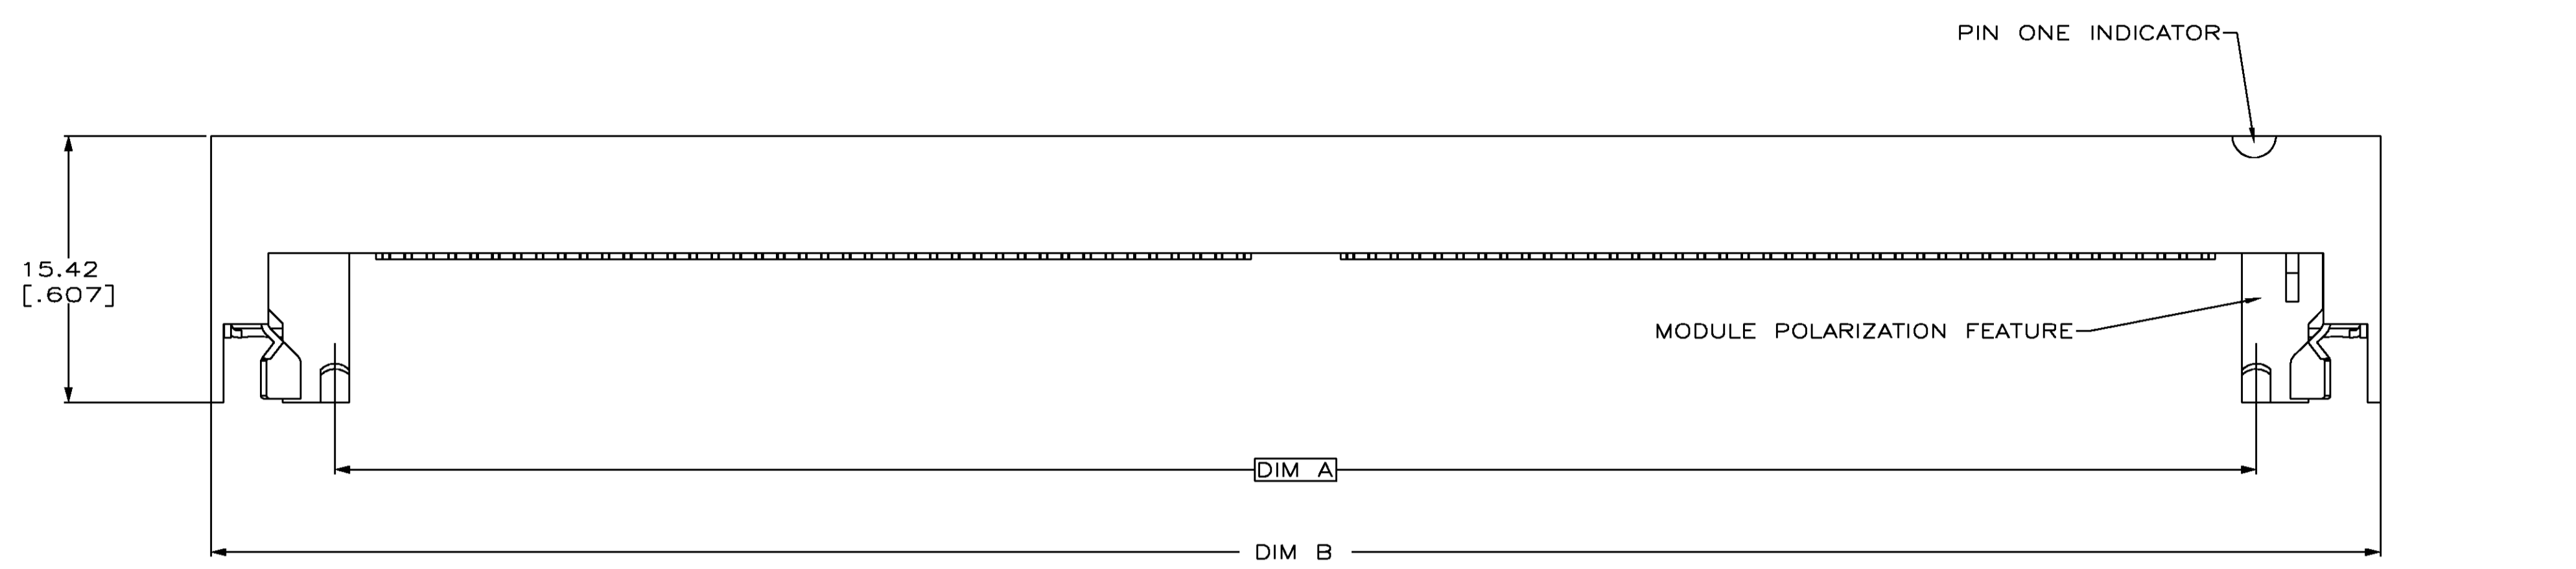 PIN ONE INDICATOR
15.42
[.607]
MODULE POLARIZATION FEATURE
DIM A
DIM B